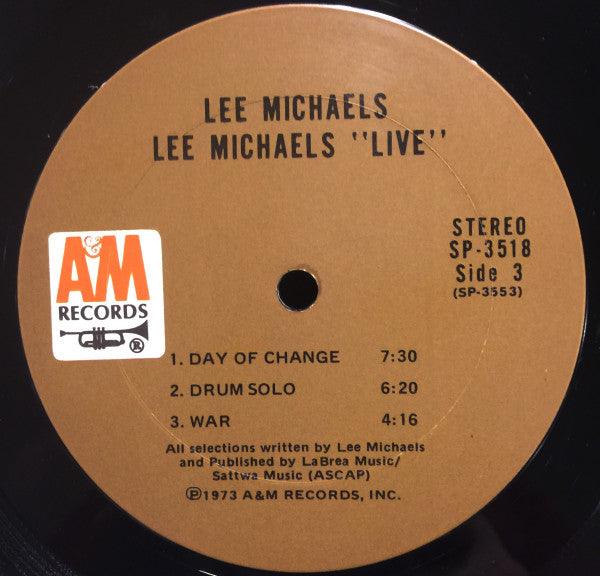 LEE MICHAELS
LEE MICHAELS "LIVE"
STEREO
SP-3518
Side 3
(SP-3553)
A&M
RECORDS
®
1. DAY OF CHANGE 7:30
2. DRUM SOLO 6:20
3. WAR 4:16
All selections written by Lee Michaels
and Published by LaBrea Music/
Sattwa Music (ASCAP)
℗1973 A&M RECORDS, INC.